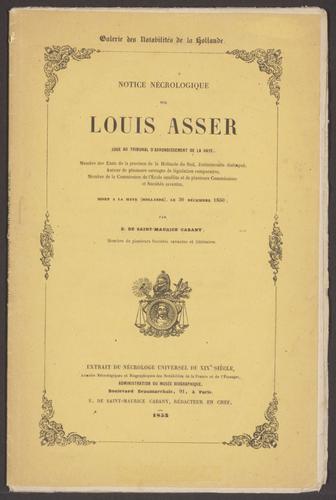 Galerie des Notabilités de la Hollande.
NOTICE NÉCROLOGIQUE
SUR
LOUIS ASSER
JUGE AU TRIBUNAL D'ARRONDISSEMENT DE LA HAYE,
Membre des États de la province de la Hollande du Sud, Jurisconsulte distingué,
Auteur de plusieurs ouvrages de législation comparative,
Membre de la Commission de l'École israélite et de plusieurs Commissions
et Sociétés savantes,
MORT A LA HAYE (HOLLANDE), LE 30 DÉCEMBRE 1850;
PAR
E. DE SAINT-MAURICE CABANY,
Membre de plusieurs Sociétés savantes et littéraires.
EXTRAIT DU NÉCROLOGE UNIVERSEL DU XIXe SIÈCLE,
Annales Nécrologiques et Biographiques des Notabilités de la France et de l'Étranger,
ADMINISTRATION DU MUSÉE BIOGRAPHIQUE,
Boulevard Beaumarchais, 91, à Paris.
E. DE SAINT-MAURICE CABANY, RÉDACTEUR EN CHEF,
1853